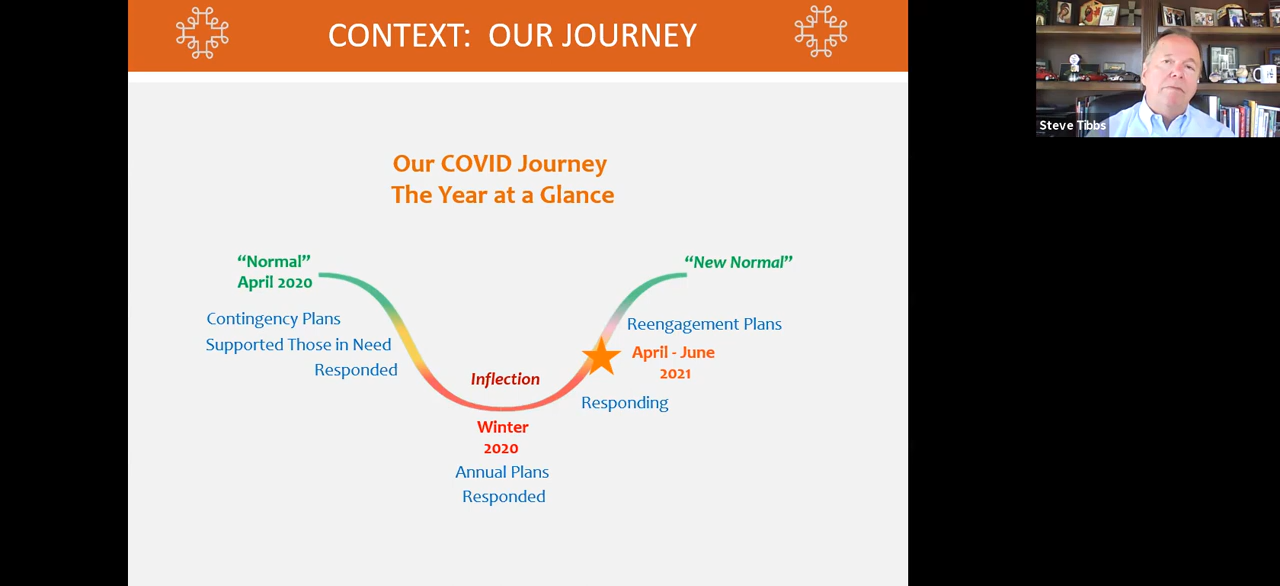 CONTEXT:  OUR JOURNEY
Steve Tibbs
Our COVID Journey
The Year at a Glance
“Normal”
April 2020
“New Normal”
Contingency Plans
Supported Those in Need
Responded
Reengagement Plans
April - June
2021
Inflection
Responding
Winter
2020
Annual Plans
Responded